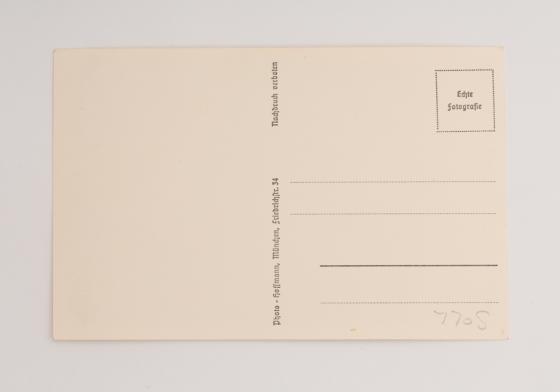 Nachdruck verboten
Photo - Hoffmann, München, Friedrichstr. 34
Echte
Fotografie
7705